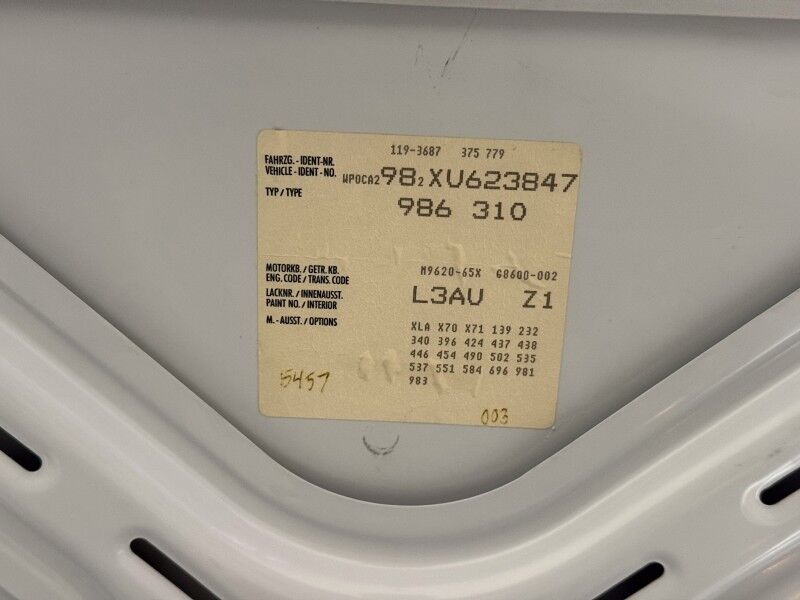 119-3687 375 779
FAHRZG. - IDENT-NR.
VEHICLE - IDENT-NO. WP0CA298₂XU623847
TYP / TYPE 986 310
MOTORKB. / GETR. KB. M9620-65X G8600-002
ENG. CODE / TRANS. CODE
LACKNR. / INNENAUSST. L3AU Z1
PAINT NO. / INTERIOR
M. - AUSST. / OPTIONS XLA X70 X71 139 232
340 396 424 437 438
446 454 490 502 535
537 551 584 696 981
983
5457
003